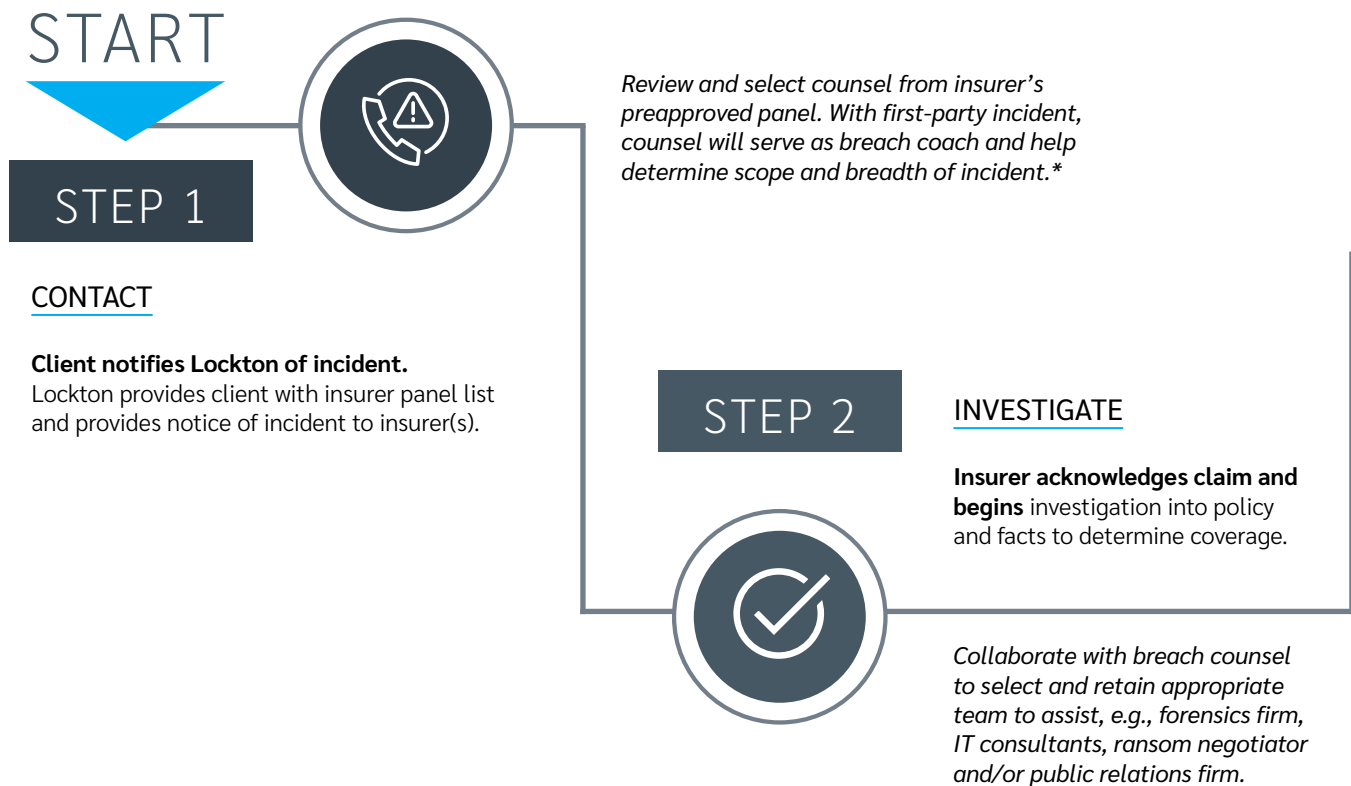 START
STEP 1
CONTACT
Client notifies Lockton of incident.
Lockton provides client with insurer panel list
and provides notice of incident to insurer(s).
Review and select counsel from insurer’s
preapproved panel. With first-party incident,
counsel will serve as breach coach and help
determine scope and breadth of incident.*
STEP 2
INVESTIGATE
Insurer acknowledges claim and
begins investigation into policy
and facts to determine coverage.
Collaborate with breach counsel
to select and retain appropriate
team to assist, e.g., forensics firm,
IT consultants, ransom negotiator
and/or public relations firm.